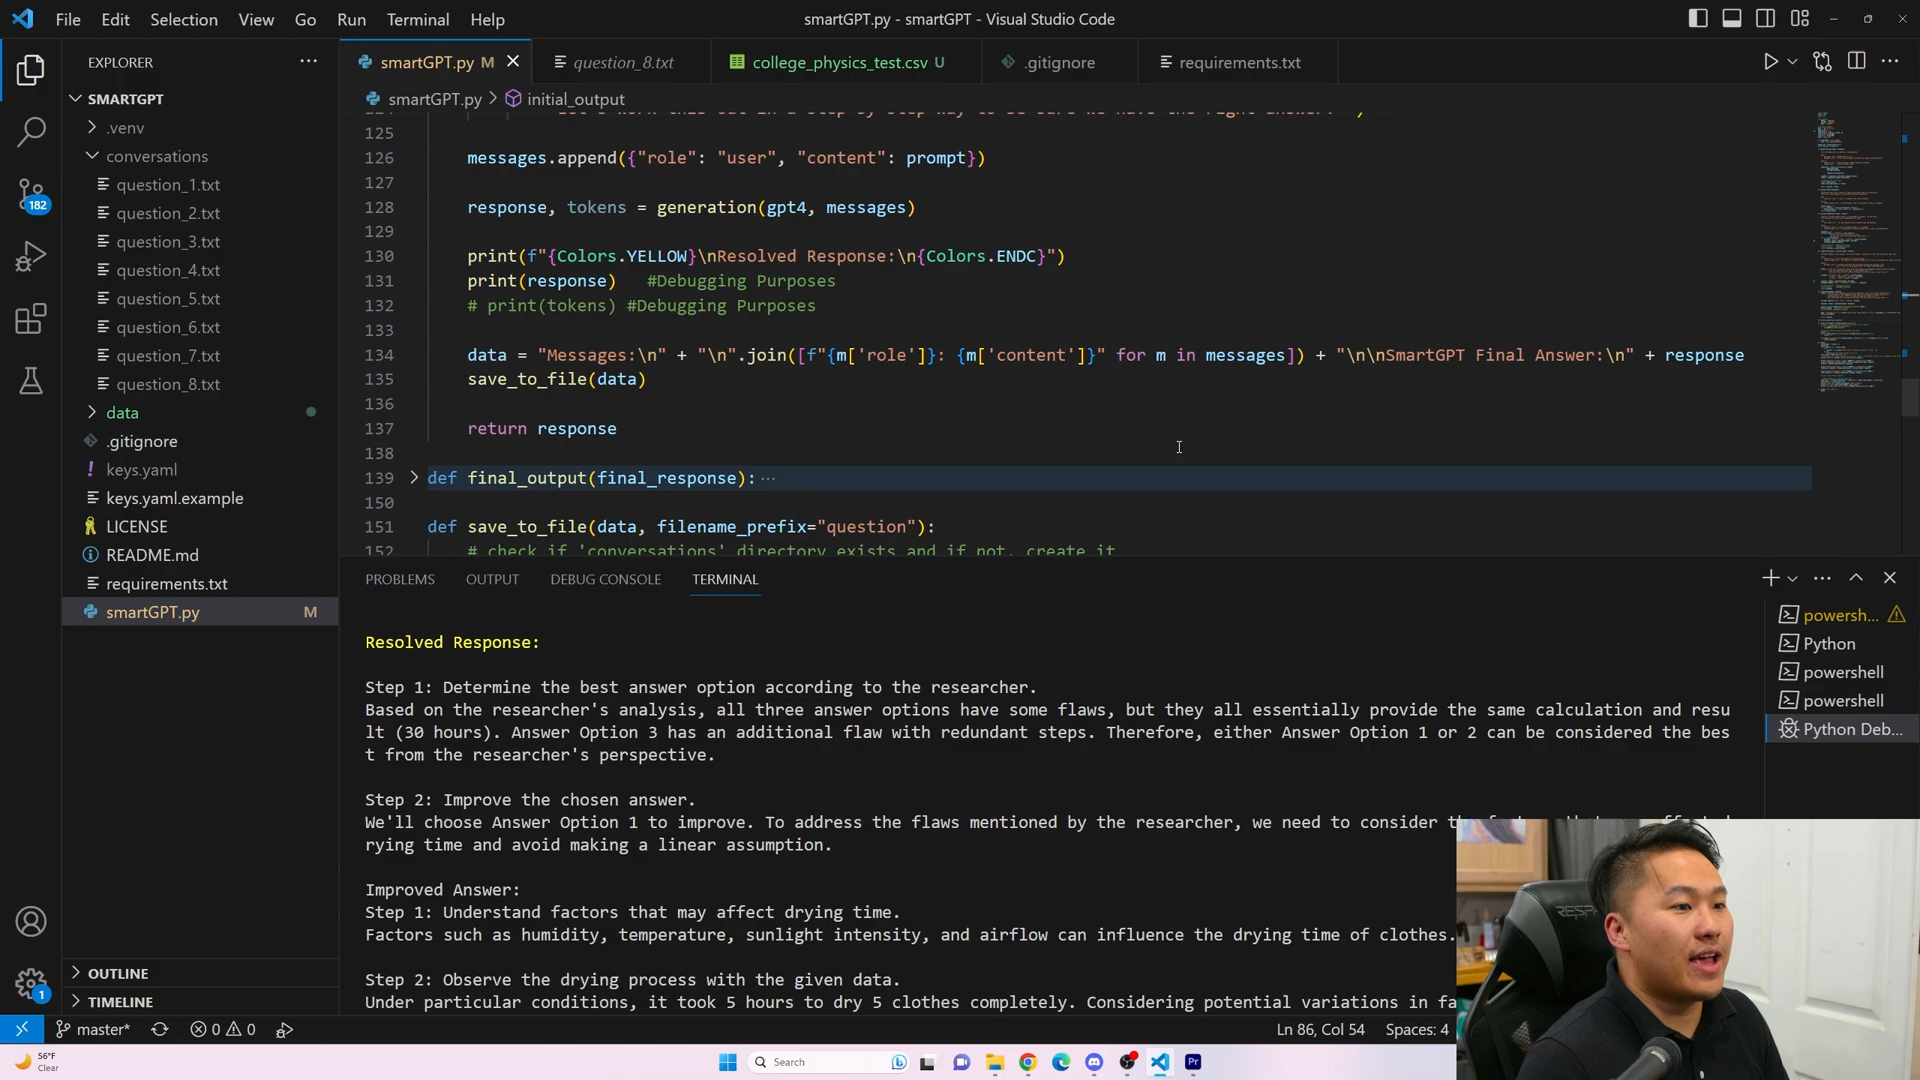 File Edit Selection View Go Run Terminal Help
smartGPT.py - smartGPT - Visual Studio Code
EXPLORER
SMARTGPT
.venv
conversations
question_1.txt
question_2.txt
question_3.txt
question_4.txt
question_5.txt
question_6.txt
question_7.txt
question_8.txt
data
.gitignore
keys.yaml
keys.yaml.example
LICENSE
README.md
requirements.txt
smartGPT.py M
OUTLINE
TIMELINE
182
1
smartGPT.py M
question_8.txt
college_physics_test.csv U
.gitignore
requirements.txt
smartGPT.py > initial_output
125
126 messages.append({"role": "user", "content": prompt})
127
128 response, tokens = generation(gpt4, messages)
129
130 print(f"{Colors.YELLOW}\nResolved Response:\n{Colors.ENDC}")
131 print(response) #Debugging Purposes
132 # print(tokens) #Debugging Purposes
133
134 data = "Messages:\n" + "\n".join([f"{m['role']}: {m['content']}" for m in messages]) + "\n\nSmartGPT Final Answer:\n" + response
135 save_to_file(data)
136
137 return response
138
139 def final_output(final_response): ...
150
151 def save_to_file(data, filename_prefix="question"):
152 # check if 'conversations' directory exists and if not, create it
PROBLEMS OUTPUT DEBUG CONSOLE TERMINAL
Resolved Response:
Step 1: Determine the best answer option according to the researcher.
Based on the researcher's analysis, all three answer options have some flaws, but they all essentially provide the same calculation and resu
lt (30 hours). Answer Option 3 has an additional flaw with redundant steps. Therefore, either Answer Option 1 or 2 can be considered the bes
t from the researcher's perspective.
Step 2: Improve the chosen answer.
We'll choose Answer Option 1 to improve. To address the flaws mentioned by the researcher, we need to consider
rying time and avoid making a linear assumption.
Improved Answer:
Step 1: Understand factors that may affect drying time.
Factors such as humidity, temperature, sunlight intensity, and airflow can influence the drying time of clothes.
Step 2: Observe the drying process with the given data.
Under particular conditions, it took 5 hours to dry 5 clothes completely. Considering potential variations in fa
powersh...
Python
powershell
powershell
Python Deb...
master* 0 0
Ln 86, Col 54 Spaces: 4
56°F
Clear
Search
Pr